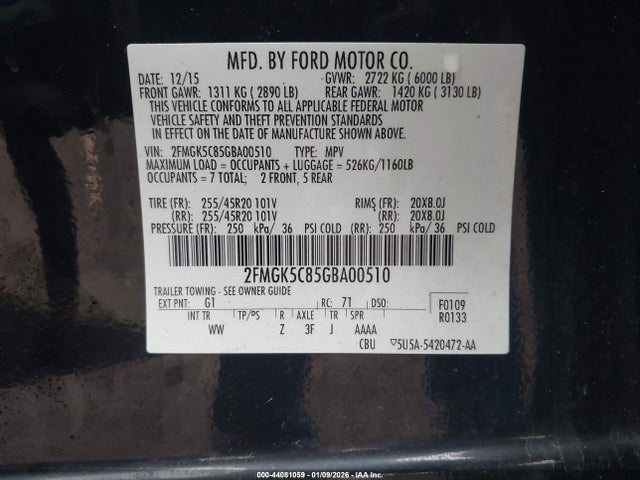 MFD. BY FORD MOTOR CO.
DATE: 12/15 GVWR: 2722 KG ( 6000 LB)
FRONT GAWR: 1311 KG ( 2890 LB) REAR GAWR: 1420 KG ( 3130 LB)
THIS VEHICLE CONFORMS TO ALL APPLICABLE FEDERAL MOTOR
VEHICLE SAFETY AND THEFT PREVENTION STANDARDS
IN EFFECT ON THE DATE OF MANUFACTURE SHOWN ABOVE.
VIN: 2FMGK5C85GBA00510 TYPE: MPV
MAXIMUM LOAD = OCCUPANTS + LUGGAGE = 526KG/1160LB
OCCUPANTS = 7 TOTAL; 2 FRONT, 5 REAR
TIRE (FR): 255/45R20 101V RIMS (FR): 20X8.0J
(RR): 255/45R20 101V (RR): 20X8.0J
PRESSURE (FR): 250 kPa/ 36 PSI COLD (RR): 250 kPa/ 36 PSI COLD
2FMGK5C85GBA00510
TRAILER TOWING - SEE OWNER GUIDE
EXT PNT: G1 RC: 71 DSO: F0109
INT TR TP/PS R AXLE TR SPR R0133
WW Z 3F J AAAA
CBU ▽5U5A-5420472-AA
000-44081059 - 01/09/2026 - IAA Inc.